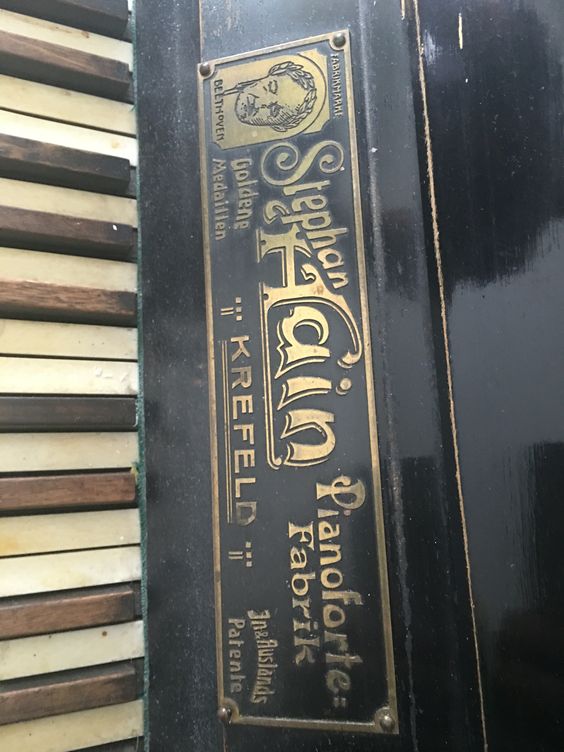 FABRIKMARKE
BEETHOVEN
Stephan
Hain
Pianoforte=
Fabrik
Goldene
Medaillen
KREFELD
In & Auslands
Patente